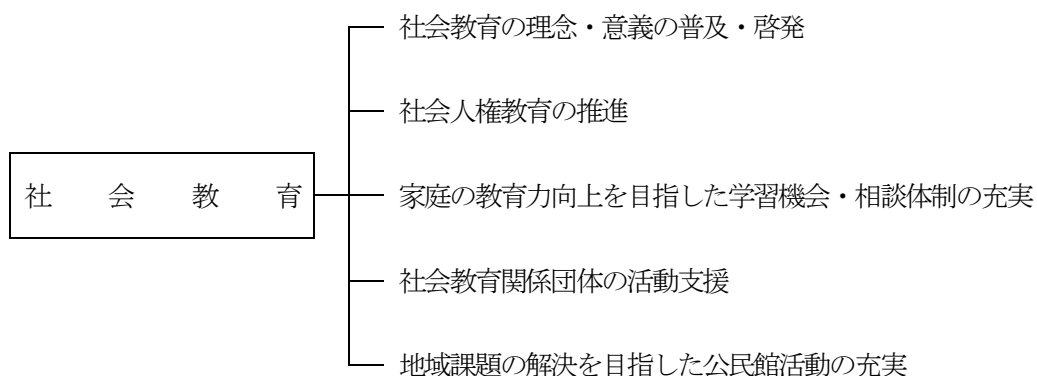 社会教育の理念・意義の普及・啓発
社会人権教育の推進
社会教育
家庭の教育力向上を目指した学習機会・相談体制の充実
社会教育関係団体の活動支援
地域課題の解決を目指した公民館活動の充実